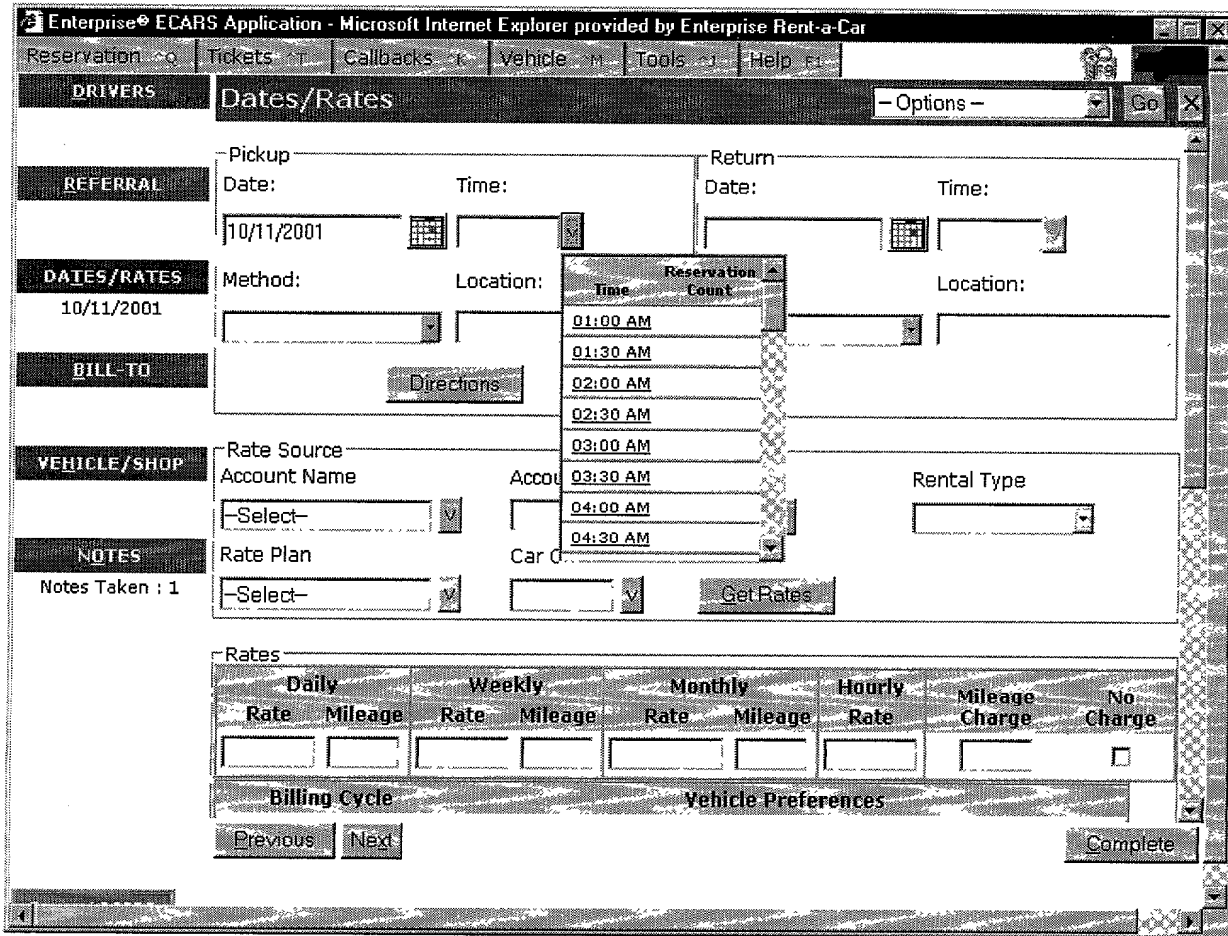 Enterprise® ECARS Application - Microsoft Internet Explorer provided by Enterprise Rent-a-Car
Reservation ^Q Tickets ^T Callbacks Vehicle ^M Tools ^J Help F1
DRIVERS
Dates/Rates
– Options –
Go
REFERRAL
Pickup
Return
Date: Time: Date: Time:
10/11/2001
DATES/RATES
10/11/2001
Method: Location: Location:
Time Reservation Count
01:00 AM
01:30 AM
02:00 AM
02:30 AM
03:00 AM
03:30 AM
04:00 AM
04:30 AM
BILL-TO
Directions
VEHICLE/SHOP
Rate Source
Account Name Accou Rental Type
–Select–
NOTES
Notes Taken : 1
Rate Plan Car
–Select–
Get Rates
Rates
Daily Weekly Monthly Hourly Mileage No
Rate Mileage Rate Mileage Rate Mileage Rate Charge Charge
Billing Cycle Vehicle Preferences
Previous Next Complete